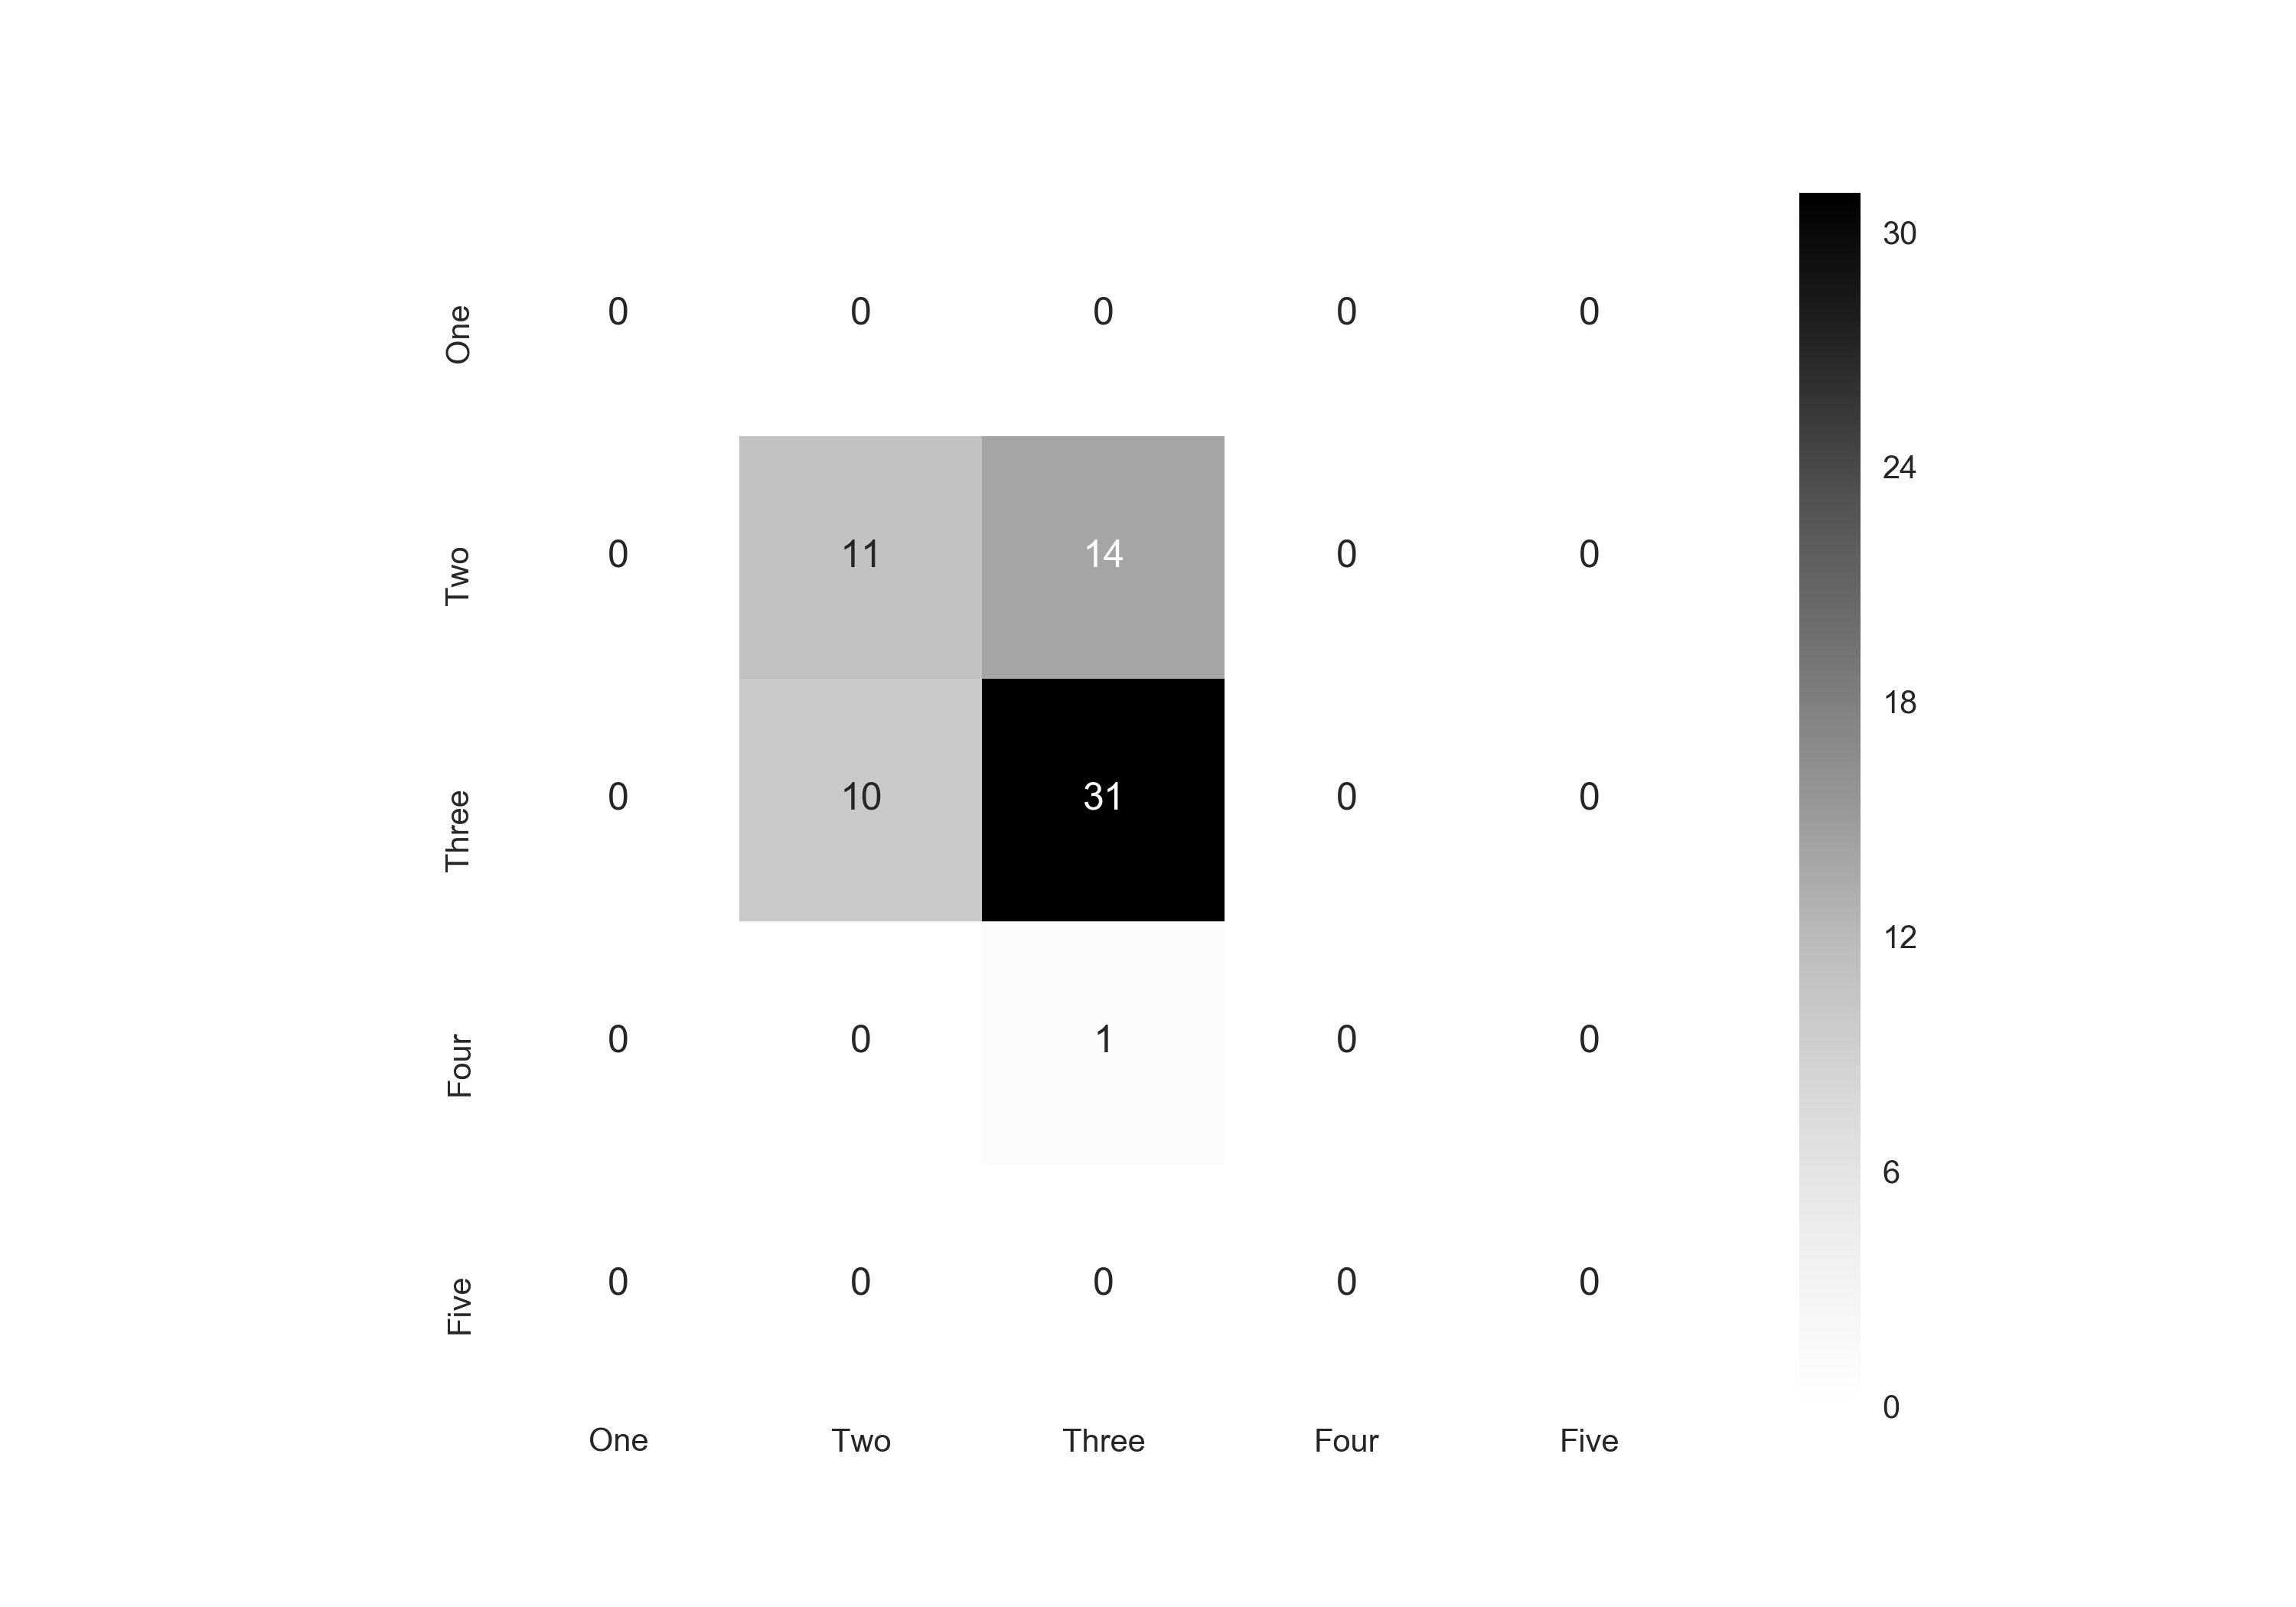 30
One 0 0 0 0 0
24
Two 0 11 14 0 0
18
Three 0 10 31 0 0
12
Four 0 0 1 0 0
6
Five 0 0 0 0 0
0
One Two Three Four Five